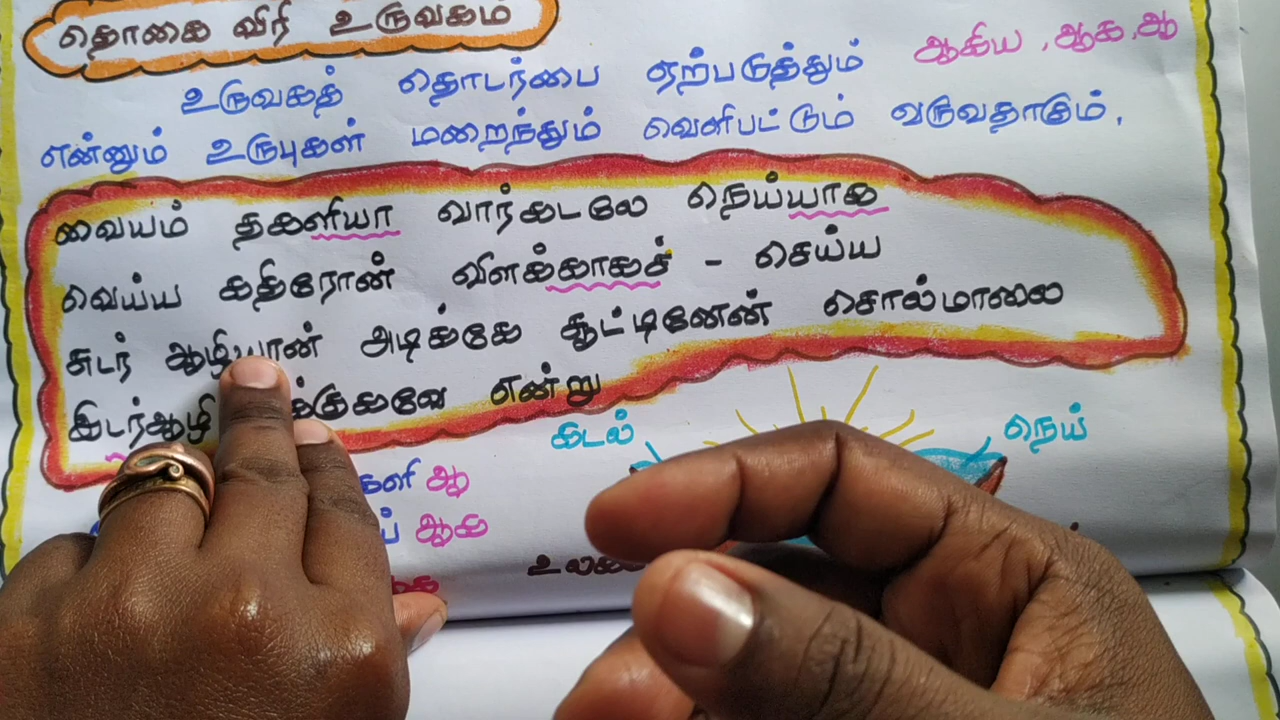 தொகை விரி உருவகம்
உருவகத் தொடர்பை ஏற்படுத்தும் ஆகிய , ஆக, ஆ
என்னும் உருபுகள் மறைந்தும் வெளிபட்டும் வருவதாகும்.
வையம் தகளியா வார்கடலே நெய்யாக
வெய்ய கதிரோன் விளக்காகச் - செய்ய
சுடர் ஆழியான் அடிக்கே சூட்டினேன் சொல்மாலை
இடர்ஆழி க்குகவே என்று
கடல் நெய்
களி ஆ
ஆக